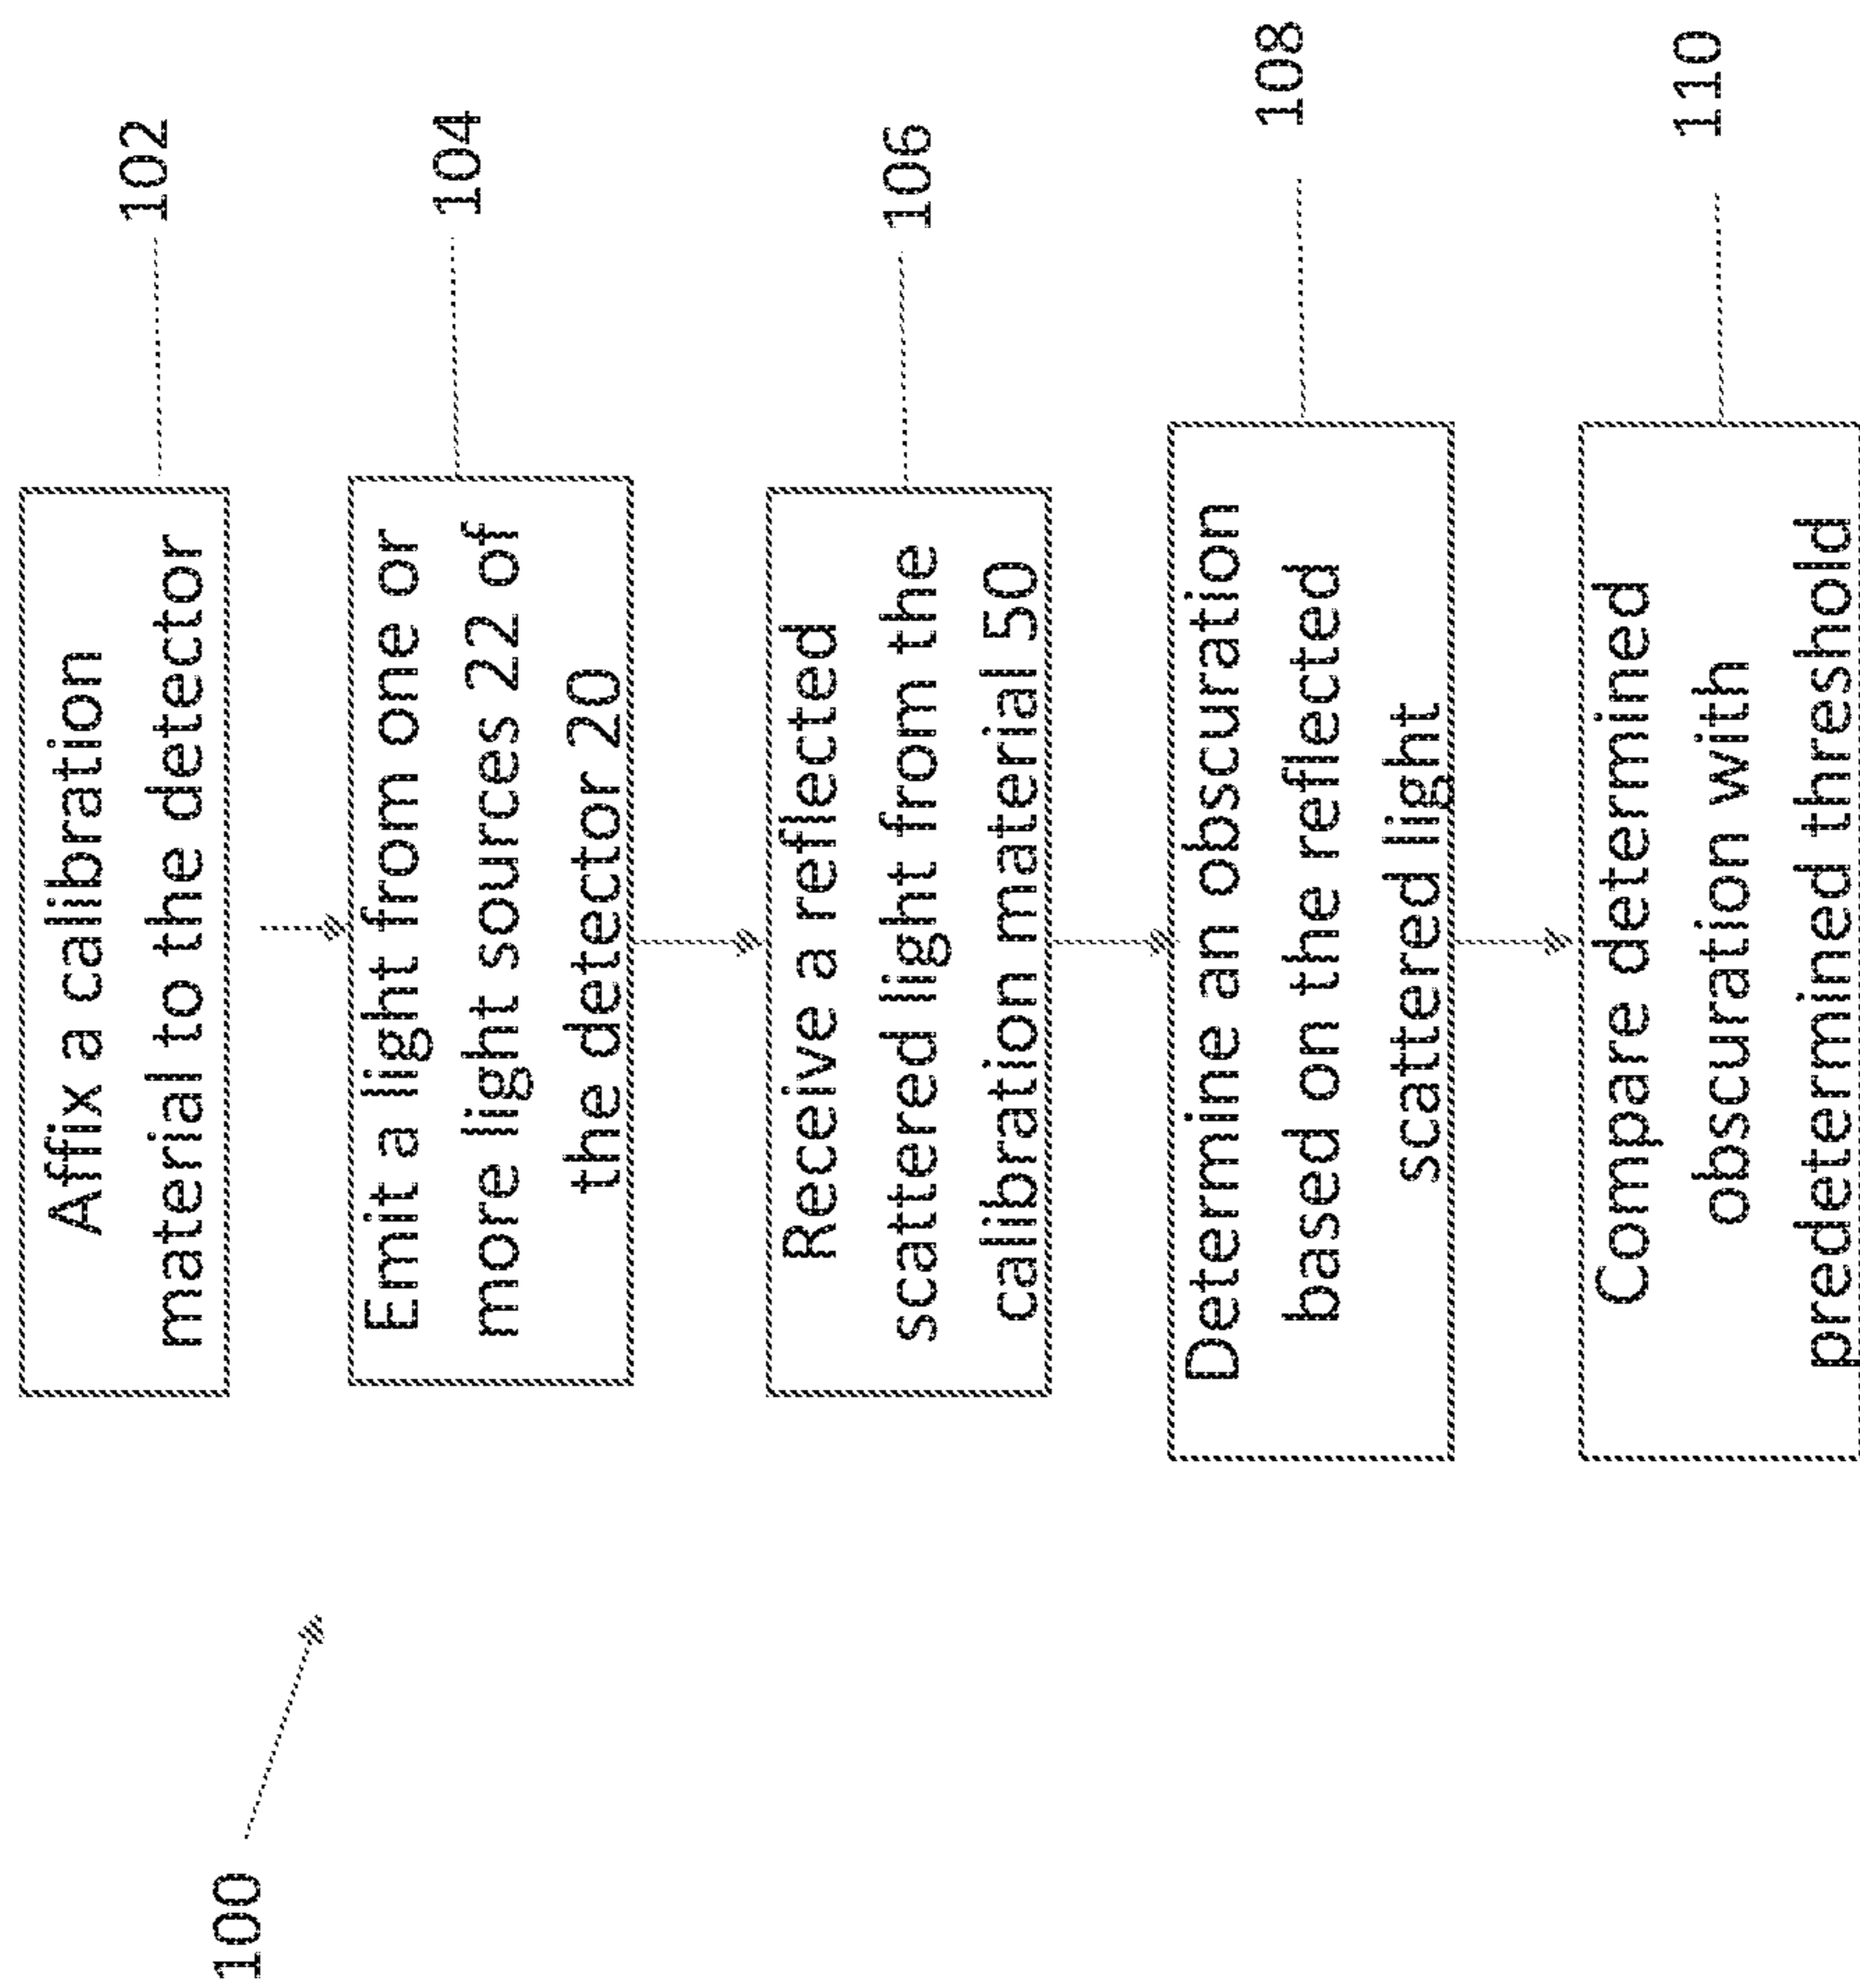 100
Affix a calibration
material to the detector
102
Emit a light from one or
more light sources 22 of
the detector 20
104
Receive a reflected
scattered light from the
calibration material 50
106
Determine an obscuration
based on the reflected
scattered light
108
Compare determined
obscuration with
predetermined threshold
110